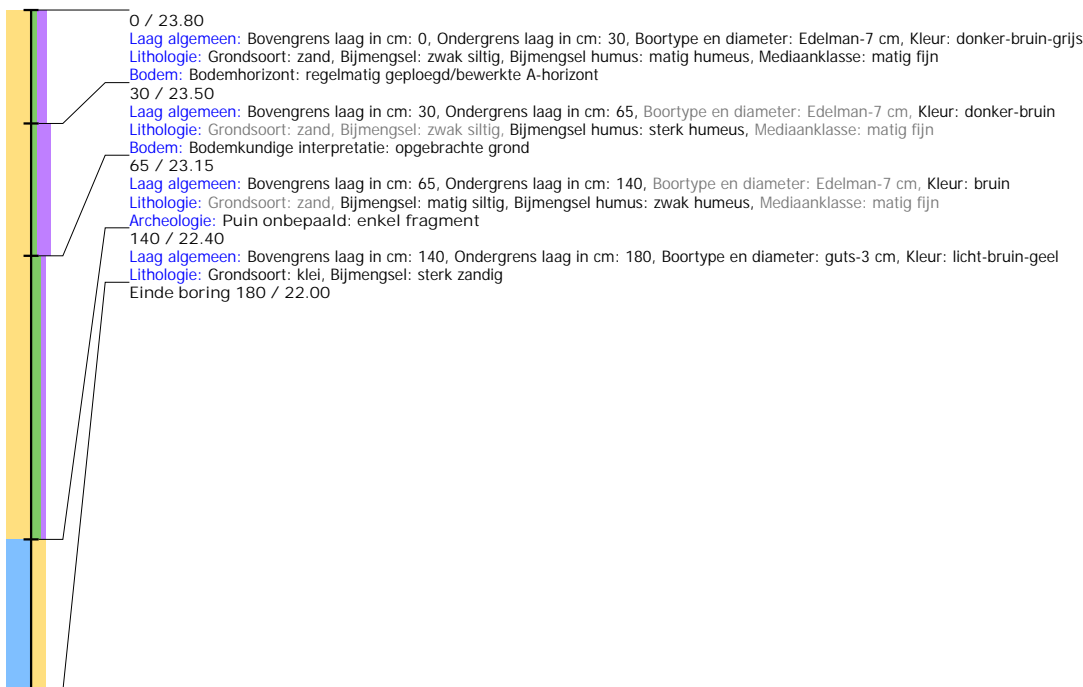 0 / 23.80
Laag algemeen: Bovengrens laag in cm: 0, Ondergrens laag in cm: 30, Boortype en diameter: Edelman-7 cm, Kleur: donker-bruin-grijs
Lithologie: Grondsoort: zand, Bijmengsel: zwak siltig, Bijmengsel humus: matig humeus, Mediaanklasse: matig fijn
Bodem: Bodemhorizont: regelmatig geploegd/bewerkte A-horizont
30 / 23.50
Laag algemeen: Bovengrens laag in cm: 30, Ondergrens laag in cm: 65, Boortype en diameter: Edelman-7 cm, Kleur: donker-bruin
Lithologie: Grondsoort: zand, Bijmengsel: zwak siltig, Bijmengsel humus: sterk humeus, Mediaanklasse: matig fijn
Bodem: Bodemkundige interpretatie: opgebrachte grond
65 / 23.15
Laag algemeen: Bovengrens laag in cm: 65, Ondergrens laag in cm: 140, Boortype en diameter: Edelman-7 cm, Kleur: bruin
Lithologie: Grondsoort: zand, Bijmengsel: matig siltig, Bijmengsel humus: zwak humeus, Mediaanklasse: matig fijn
Archeologie: Puin onbepaald: enkel fragment
140 / 22.40
Laag algemeen: Bovengrens laag in cm: 140, Ondergrens laag in cm: 180, Boortype en diameter: guts-3 cm, Kleur: licht-bruin-geel
Lithologie: Grondsoort: klei, Bijmengsel: sterk zandig
Einde boring 180 / 22.00